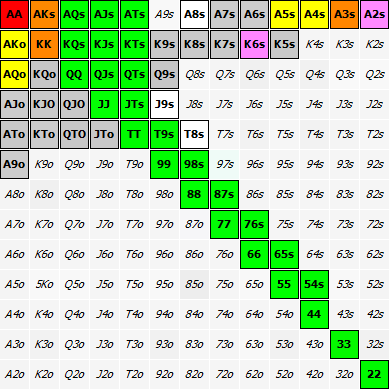 AA AKs AQs AJs ATs A9s A8s A7s A6s A5s A4s A3s A2s
AKo KK KQs KJs KTs K9s K8s K7s K6s K5s K4s K3s K2s
AQo KQo QQ QJs QTs Q9s Q8s Q7s Q6s Q5s Q4s Q3s Q2s
AJo KJO QJO JJ JTs J9s J8s J7s J6s J5s J4s J3s J2s
ATo KTo QTO JTo TT T9s T8s T7s T6s T5s T4s T3s T2s
A9o K9o Q9o J9o T9o 99 98s 97s 96s 95s 94s 93s 92s
A8o K8o Q8o J8o T8o 98o 88 87s 86s 85s 84s 83s 82s
A7o K7o Q7o J7o T7o 97o 87o 77 76s 75s 74s 73s 72s
A6o K6o Q6o J6o T6o 96o 86o 76o 66 65s 64s 63s 62s
A5o 5Ko Q5o J5o T5o 95o 85o 75o 65o 55 54s 53s 52s
A4o K4o Q4o J4o T4o 94o 84o 74o 64o 54o 44 43s 42s
A3o K3o Q3o J3o T3o 93o 83o 73o 63o 53o 43o 33 32s
A2o K2o Q2o J2o T2o 92o 82o 72o 62o 52o 42o 32o 22